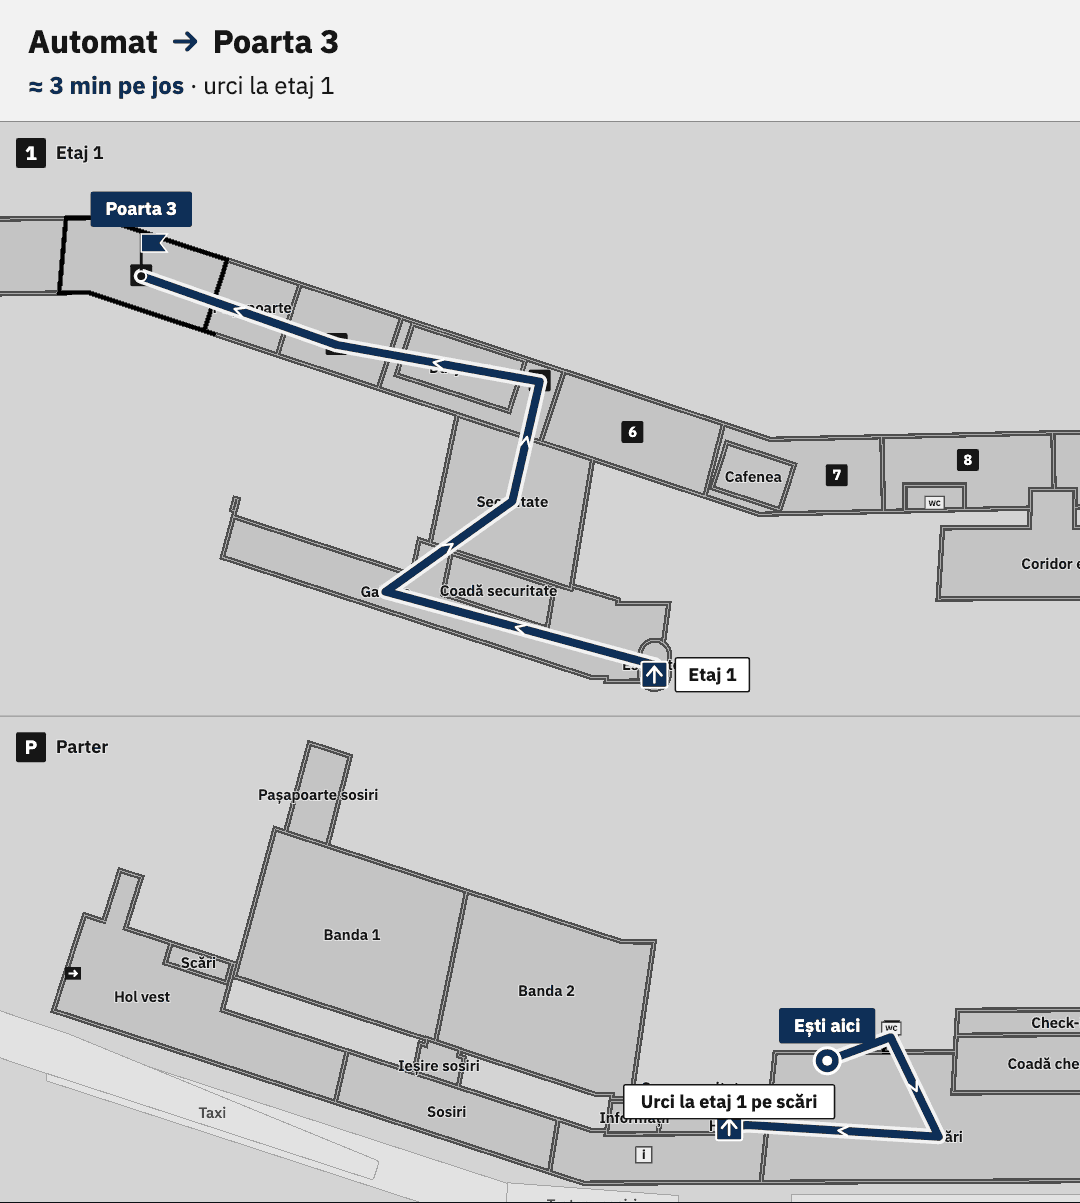 Automat → Poarta 3
≈ 3 min pe jos · urci la etaj 1
1 Etaj 1
Poarta 3
6
Cafenea
7
8
WC
Securitate
Coridor
Coadă securitate
Etaj 1
P Parter
Pașapoarte sosiri
Banda 1
Scări
Banda 2
Hol vest
Ești aici
WC
Check-
Coadă che
Ieșire sosiri
Urci la etaj 1 pe scări
Sosiri
Taxi
i